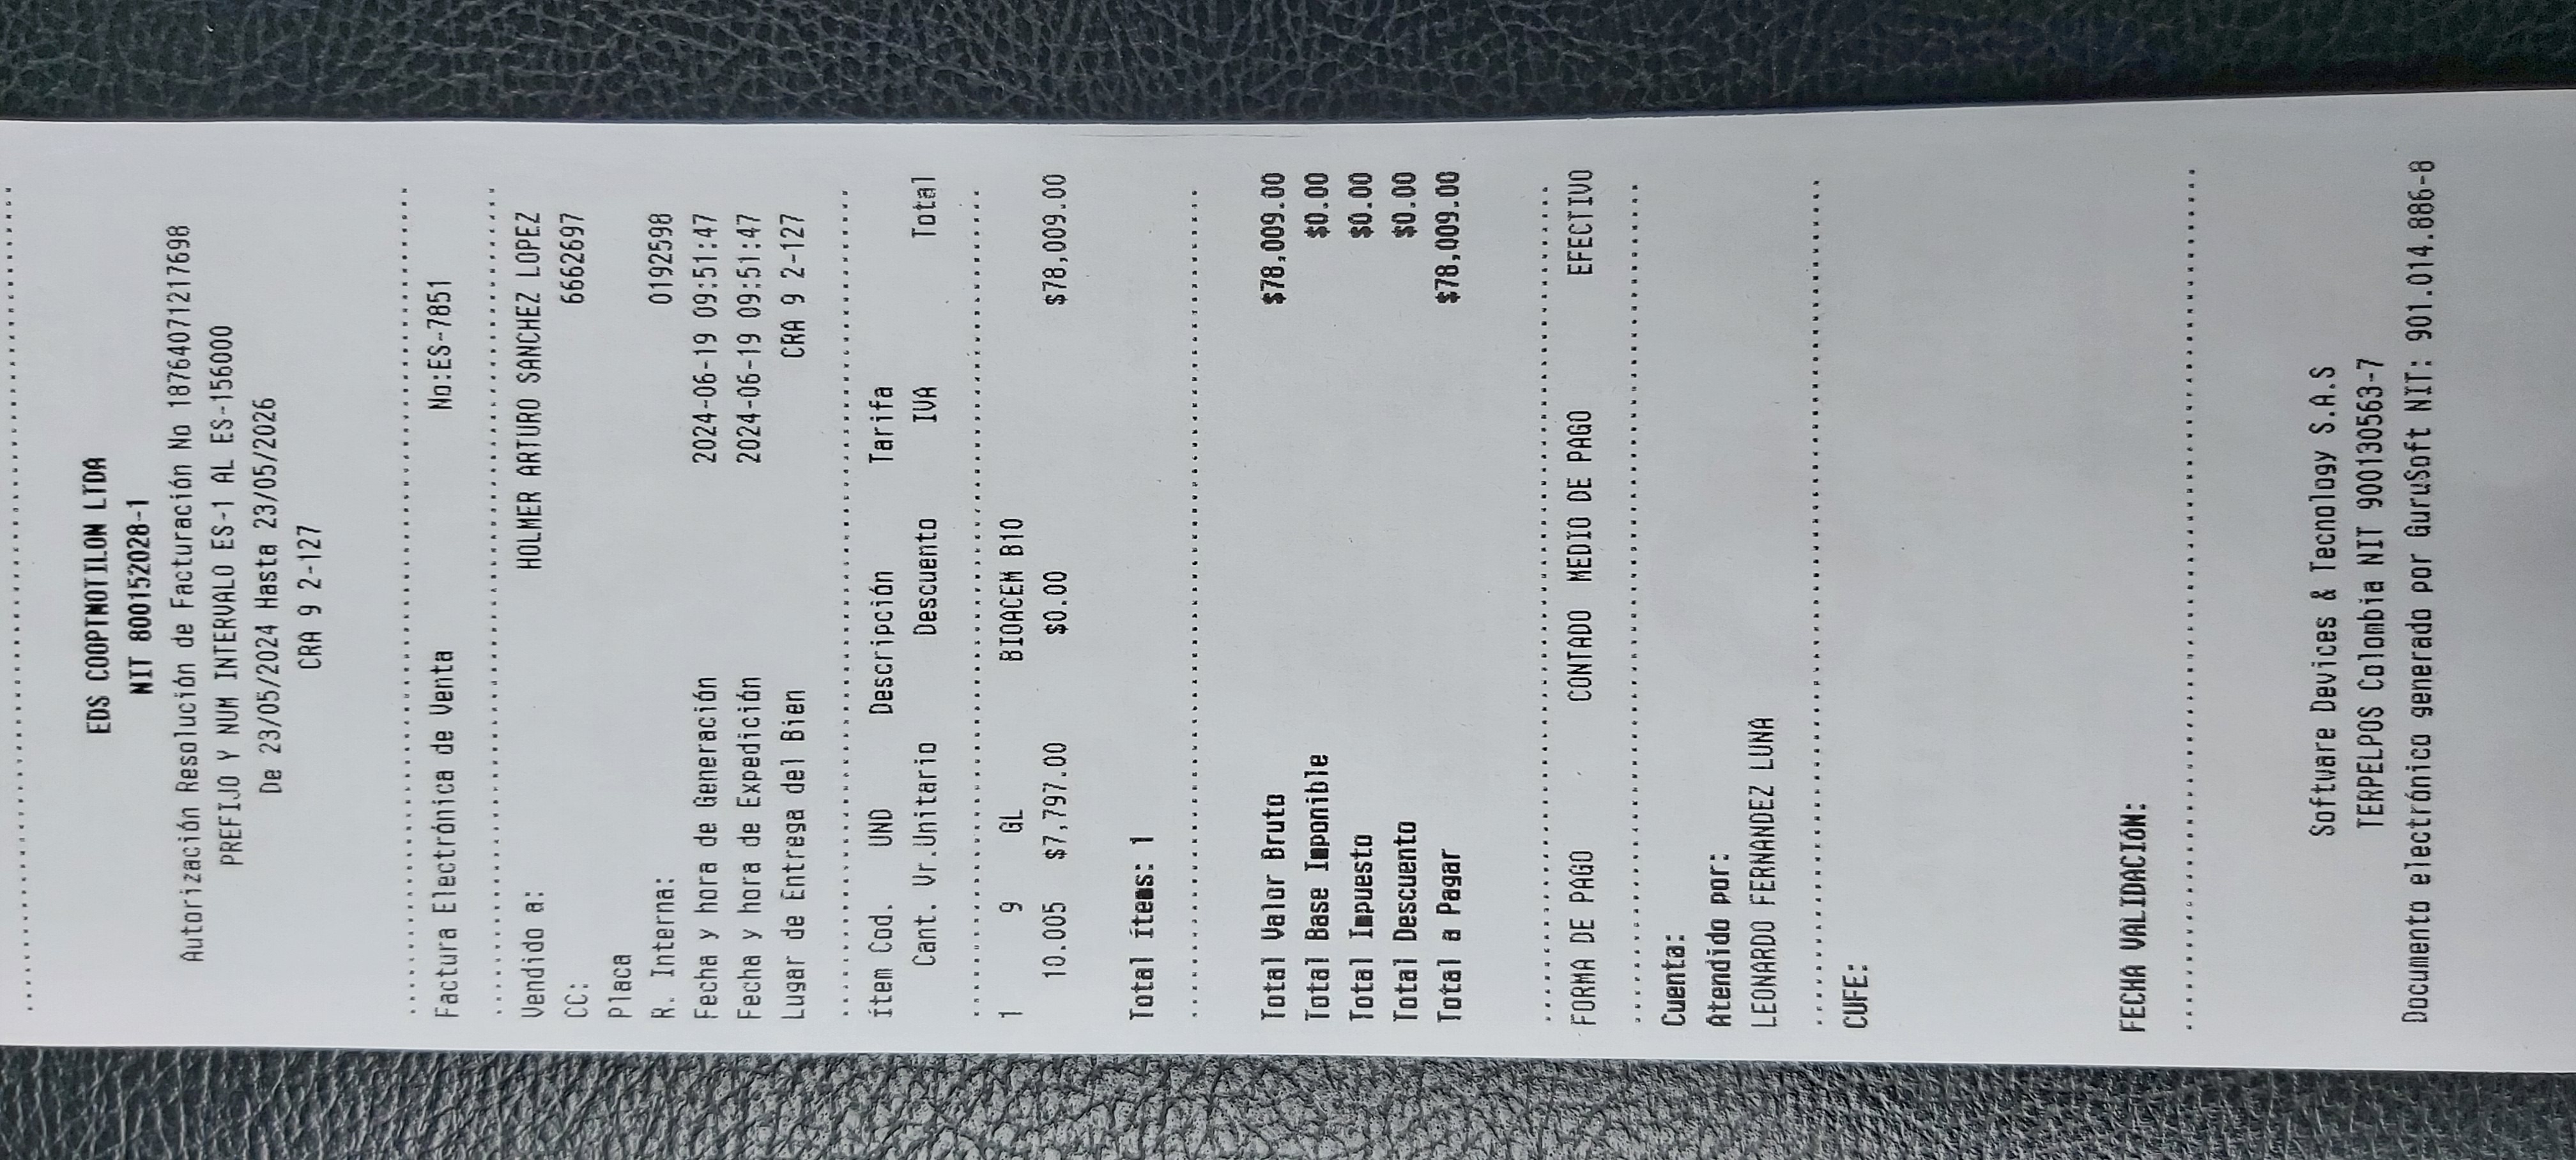 EDS COOPTMOTILON LTDA
NIT 800152028-1
Autorización Resolución de Facturación No 18764071217698
PREFIJO Y NUM INTERVALO ES-1 AL ES-156000
De 23/05/2024 Hasta 23/05/2026
CRA 9 2-127
Factura Electrónica de Venta No:ES-7851
Vendido a: HOLMER ARTURO SANCHEZ LOPEZ
CC: 6662697
Placa
R. Interna: 0192598
Fecha y hora de Generación 2024-06-19 09:51:47
Fecha y hora de Expedición 2024-06-19 09:51:47
Lugar de Entrega del Bien CRA 9 2-127
Ítem Cod. UND Descripción Tarifa
Cant. Vr.Unitario Descuento IVA Total
1 9 GL BIOACEM B10
10.005 $7,797.00 $0.00 $78,009.00
Total ítems: 1
Total Valor Bruto $78,009.00
Total Base Imponible $0.00
Total Impuesto $0.00
Total Descuento $0.00
Total a Pagar $78,009.00
FORMA DE PAGO CONTADO MEDIO DE PAGO EFECTIVO
Cuenta:
Atendido por:
LEONARDO FERNANDEZ LUNA
CUFE:
FECHA VALIDACIÓN:
Software Devices & Tecnology S.A.S
TERPELPOS Colombia NIT 900130563-7
Documento electrónico generado por GuruSoft NIT: 901.014.886-8